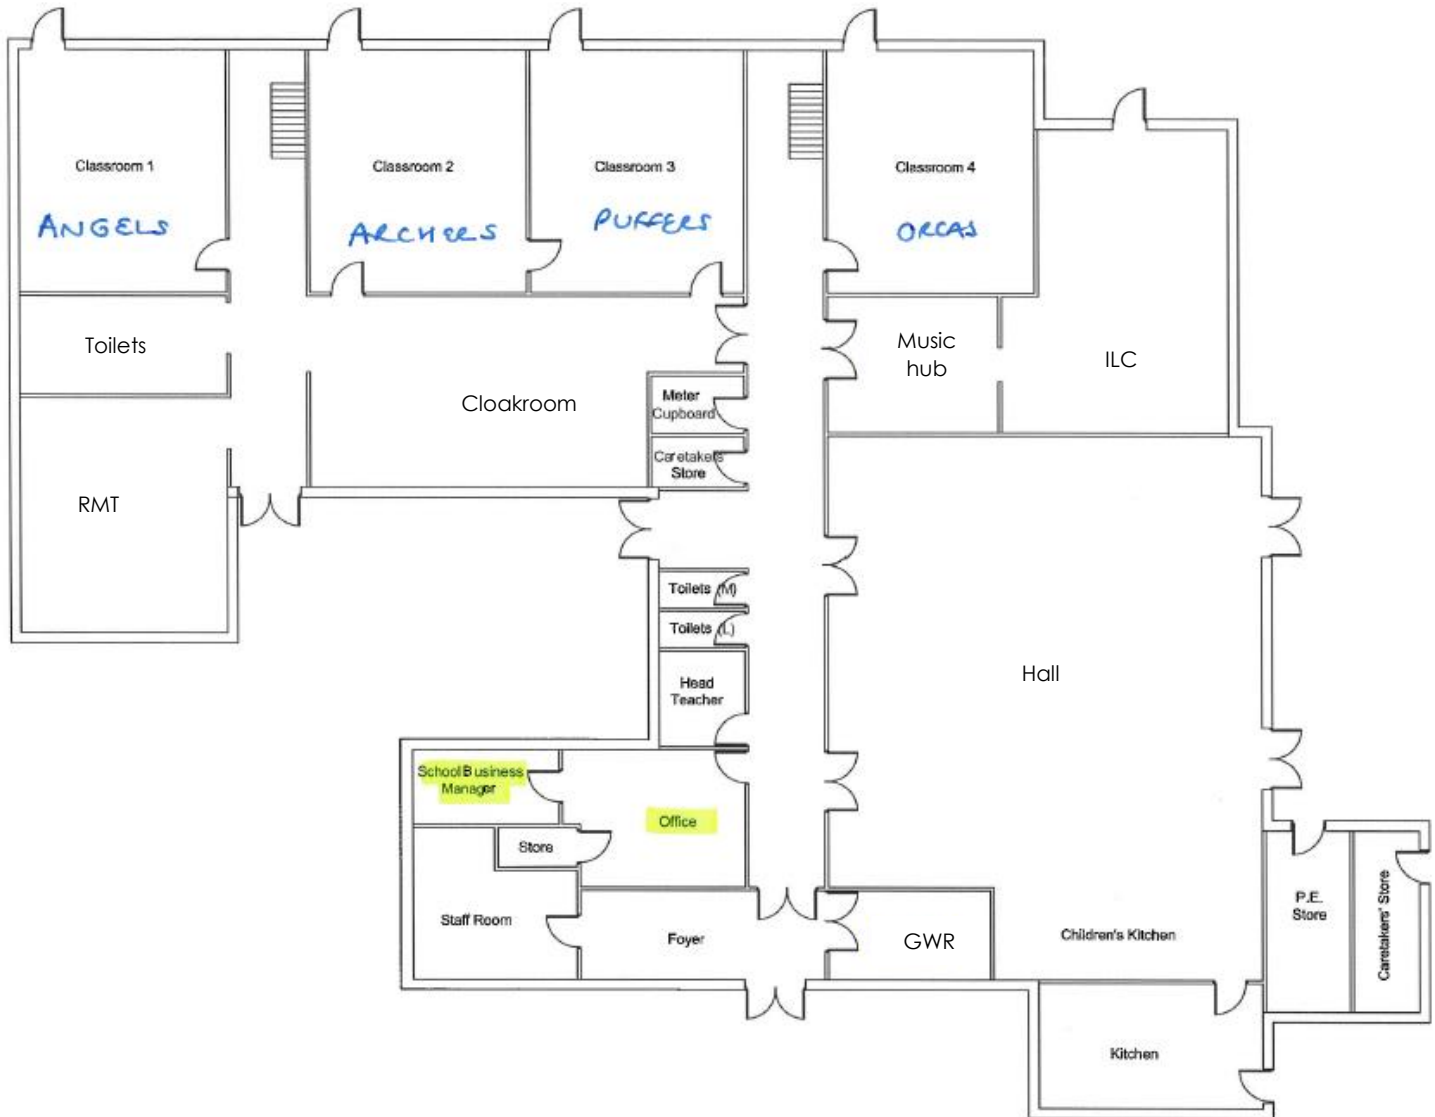 Classroom 1
Classroom 2
Classroom 3
Classroom 4
ANGELS
ARCHERS
PUFFERS
ORCAS
Toilets
Cloakroom
Music
hub
ILC
Meter
Cupboard
Caretakers
Store
RMT
Toilets (M)
Toilets (L)
Head
Teacher
Hall
School Business
Manager
Office
Store
Staff Room
Foyer
GWR
Children's Kitchen
P.E.
Store
Caretakers' Store
Kitchen